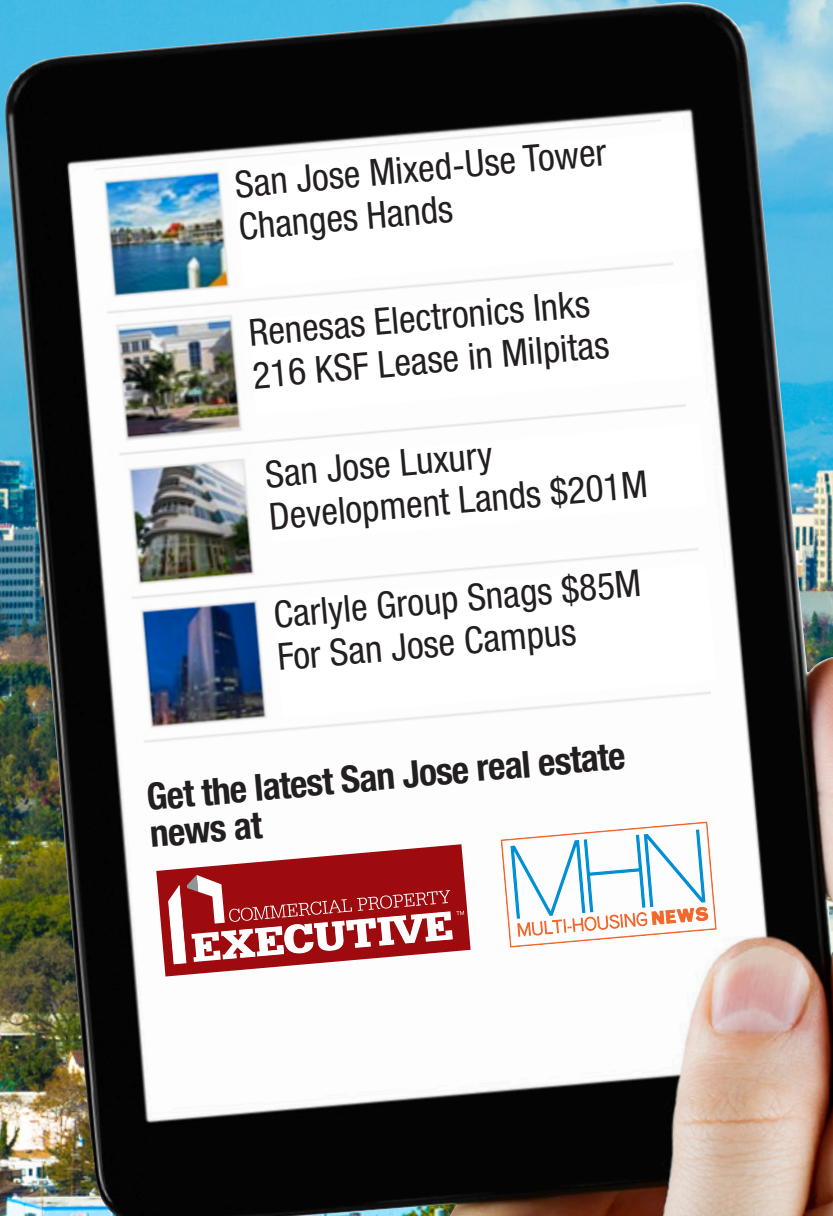 San Jose Mixed-Use Tower
Changes Hands
Renesas Electronics Inks
216 KSF Lease in Milpitas
San Jose Luxury
Development Lands $201M
Carlyle Group Snags $85M
For San Jose Campus
Get the latest San Jose real estate
news at
COMMERCIAL PROPERTY
EXECUTIVE™
MHN
MULTI-HOUSING NEWS